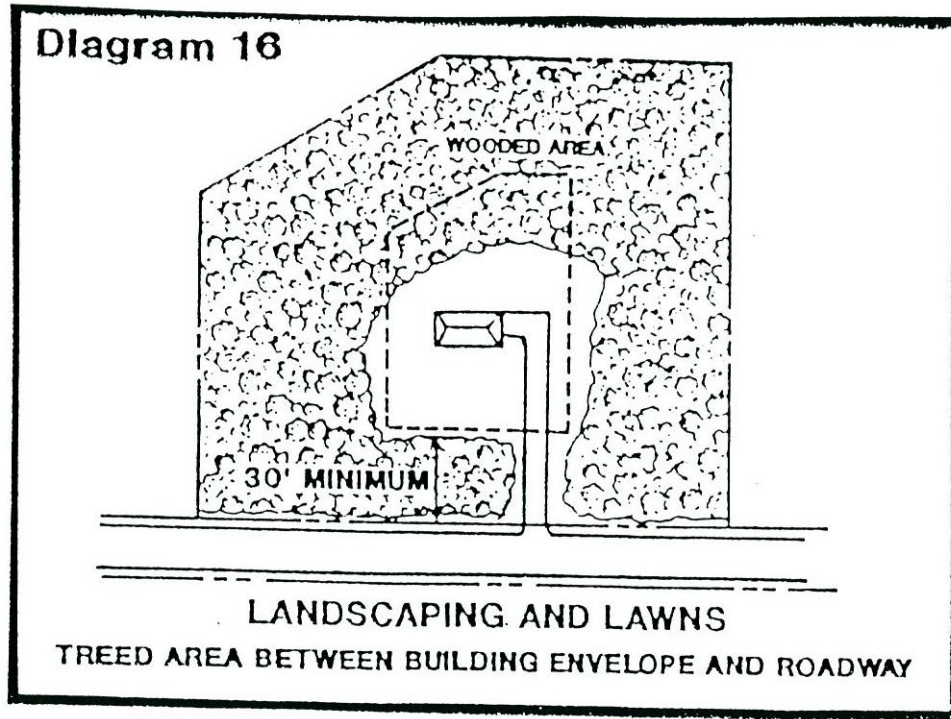 Diagram 16
WOODED AREA
30' MINIMUM
LANDSCAPING AND LAWNS
TREED AREA BETWEEN BUILDING ENVELOPE AND ROADWAY